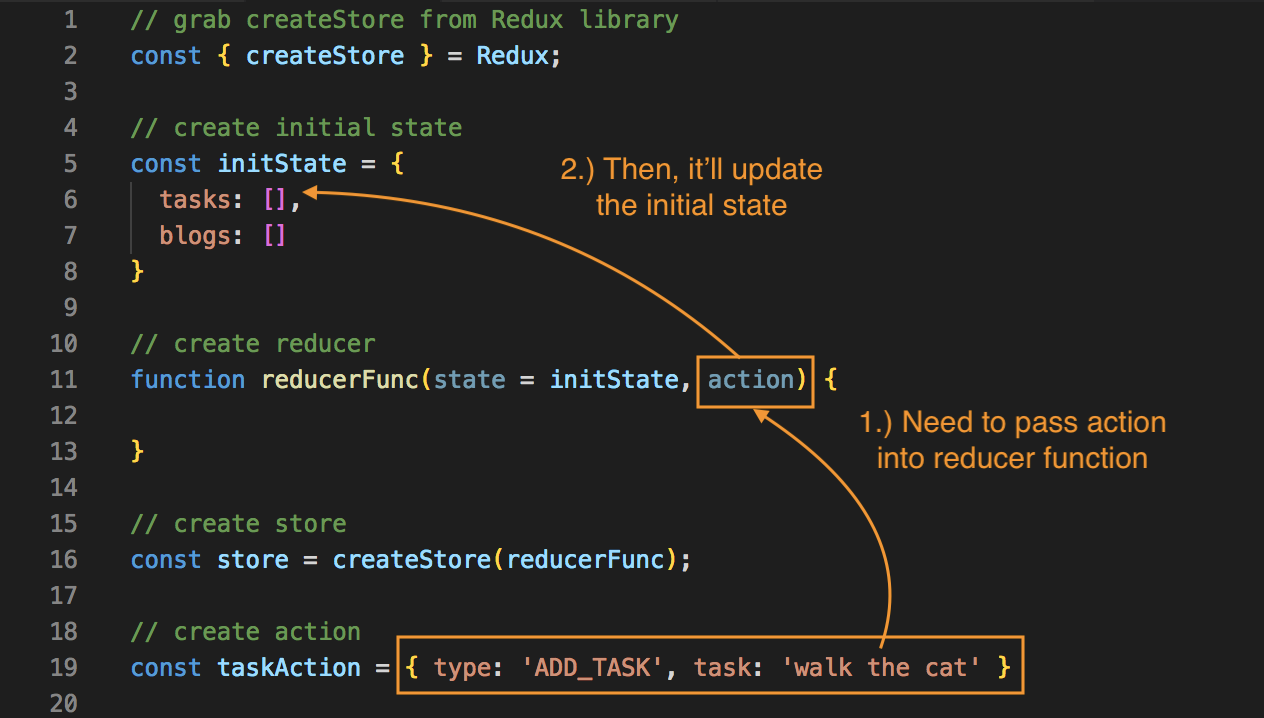 1 // grab createStore from Redux library
2 const { createStore } = Redux;
3
4 // create initial state
5 const initState = {
6 tasks: [],
7 blogs: []
8 }
9
10 // create reducer
11 function reducerFunc(state = initState, action) {
12
13 }
14
15 // create store
16 const store = createStore(reducerFunc);
17
18 // create action
19 const taskAction = { type: 'ADD_TASK', task: 'walk the cat' }
20
2.) Then, it’ll update
the initial state
1.) Need to pass action
into reducer function